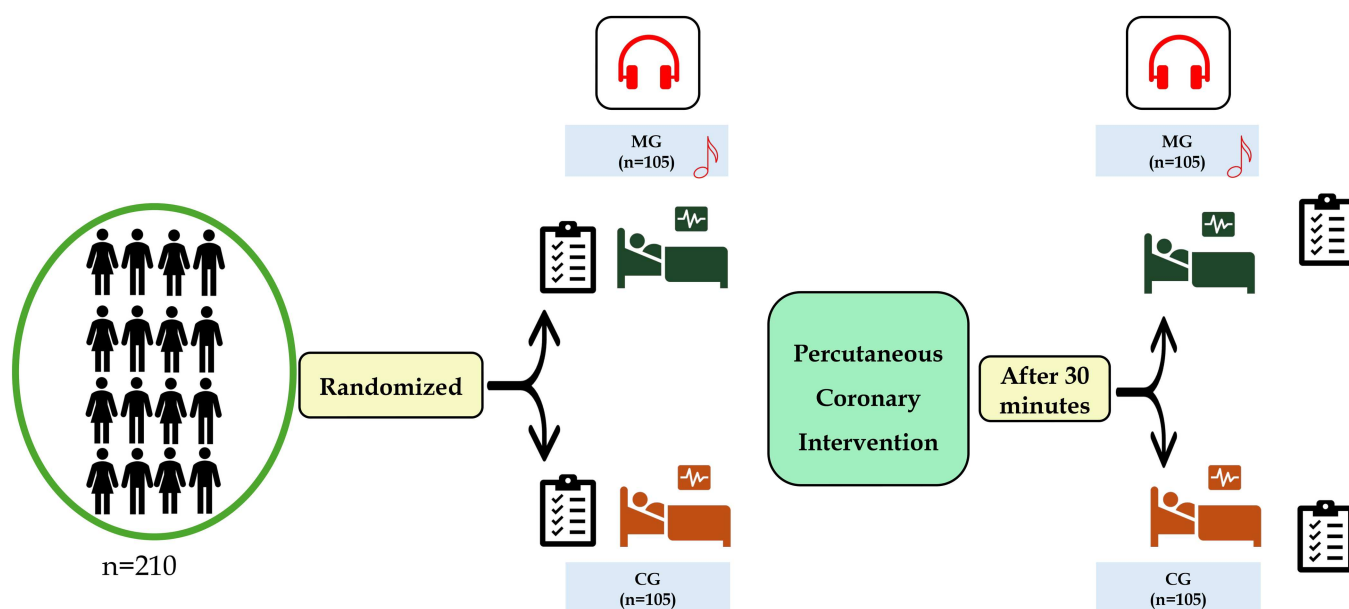 MG
(n=105)
MG
(n=105)
Randomized
Percutaneous
Coronary
Intervention
After 30
minutes
n=210
CG
(n=105)
CG
(n=105)